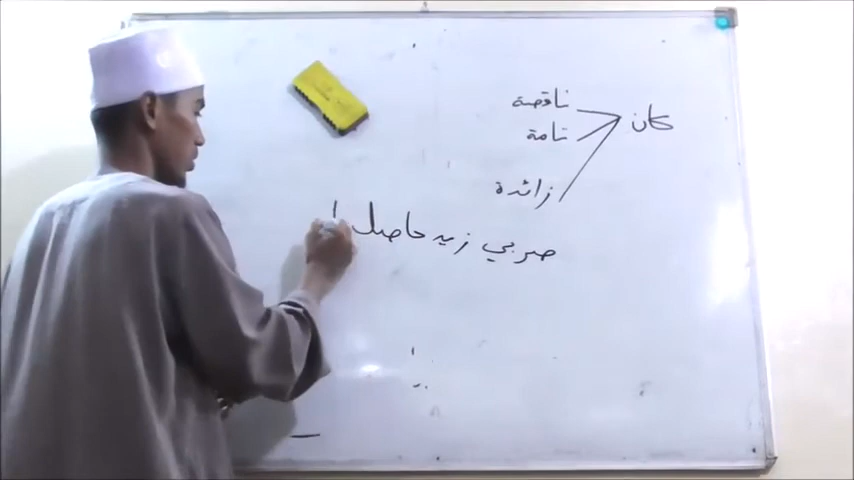 كان
ناقصة
تامة
زائدة
ضربي زيد حاصل ا